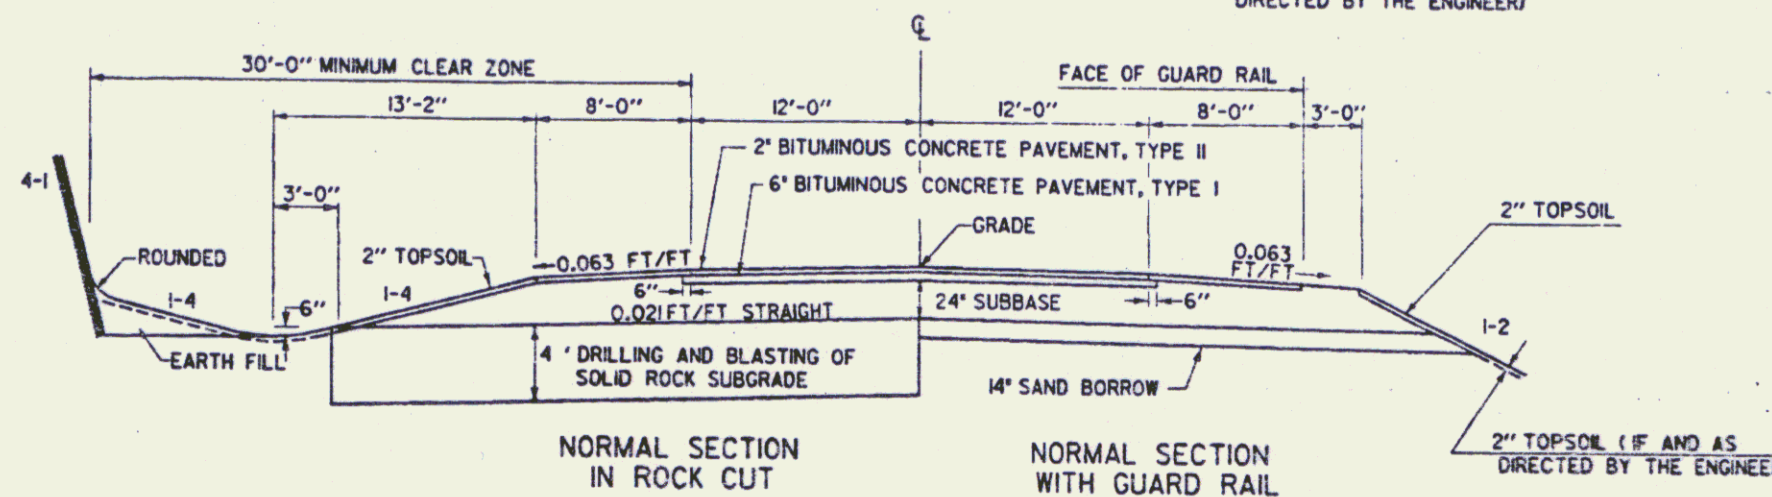 DIRECTED BY THE ENGINEER)
℄
30'-0" MINIMUM CLEAR ZONE
FACE OF GUARD RAIL
13'-2"
8'-0"
12'-0"
12'-0"
8'-0"
3'-0"
2" BITUMINOUS CONCRETE PAVEMENT, TYPE II
6" BITUMINOUS CONCRETE PAVEMENT, TYPE I
4-1
3'-0"
2" TOPSOIL
GRADE
ROUNDED
2" TOPSOIL
0.063 FT/FT
0.063
FT/FT
1-4
1-4
6"
6"
24" SUBBASE
6"
0.021 FT/FT STRAIGHT
1-2
EARTH FILL
4 ' DRILLING AND BLASTING OF
SOLID ROCK SUBGRADE
14" SAND BORROW
NORMAL SECTION
IN ROCK CUT
NORMAL SECTION
WITH GUARD RAIL
2" TOPSOIL (IF AND AS
DIRECTED BY THE ENGINEER